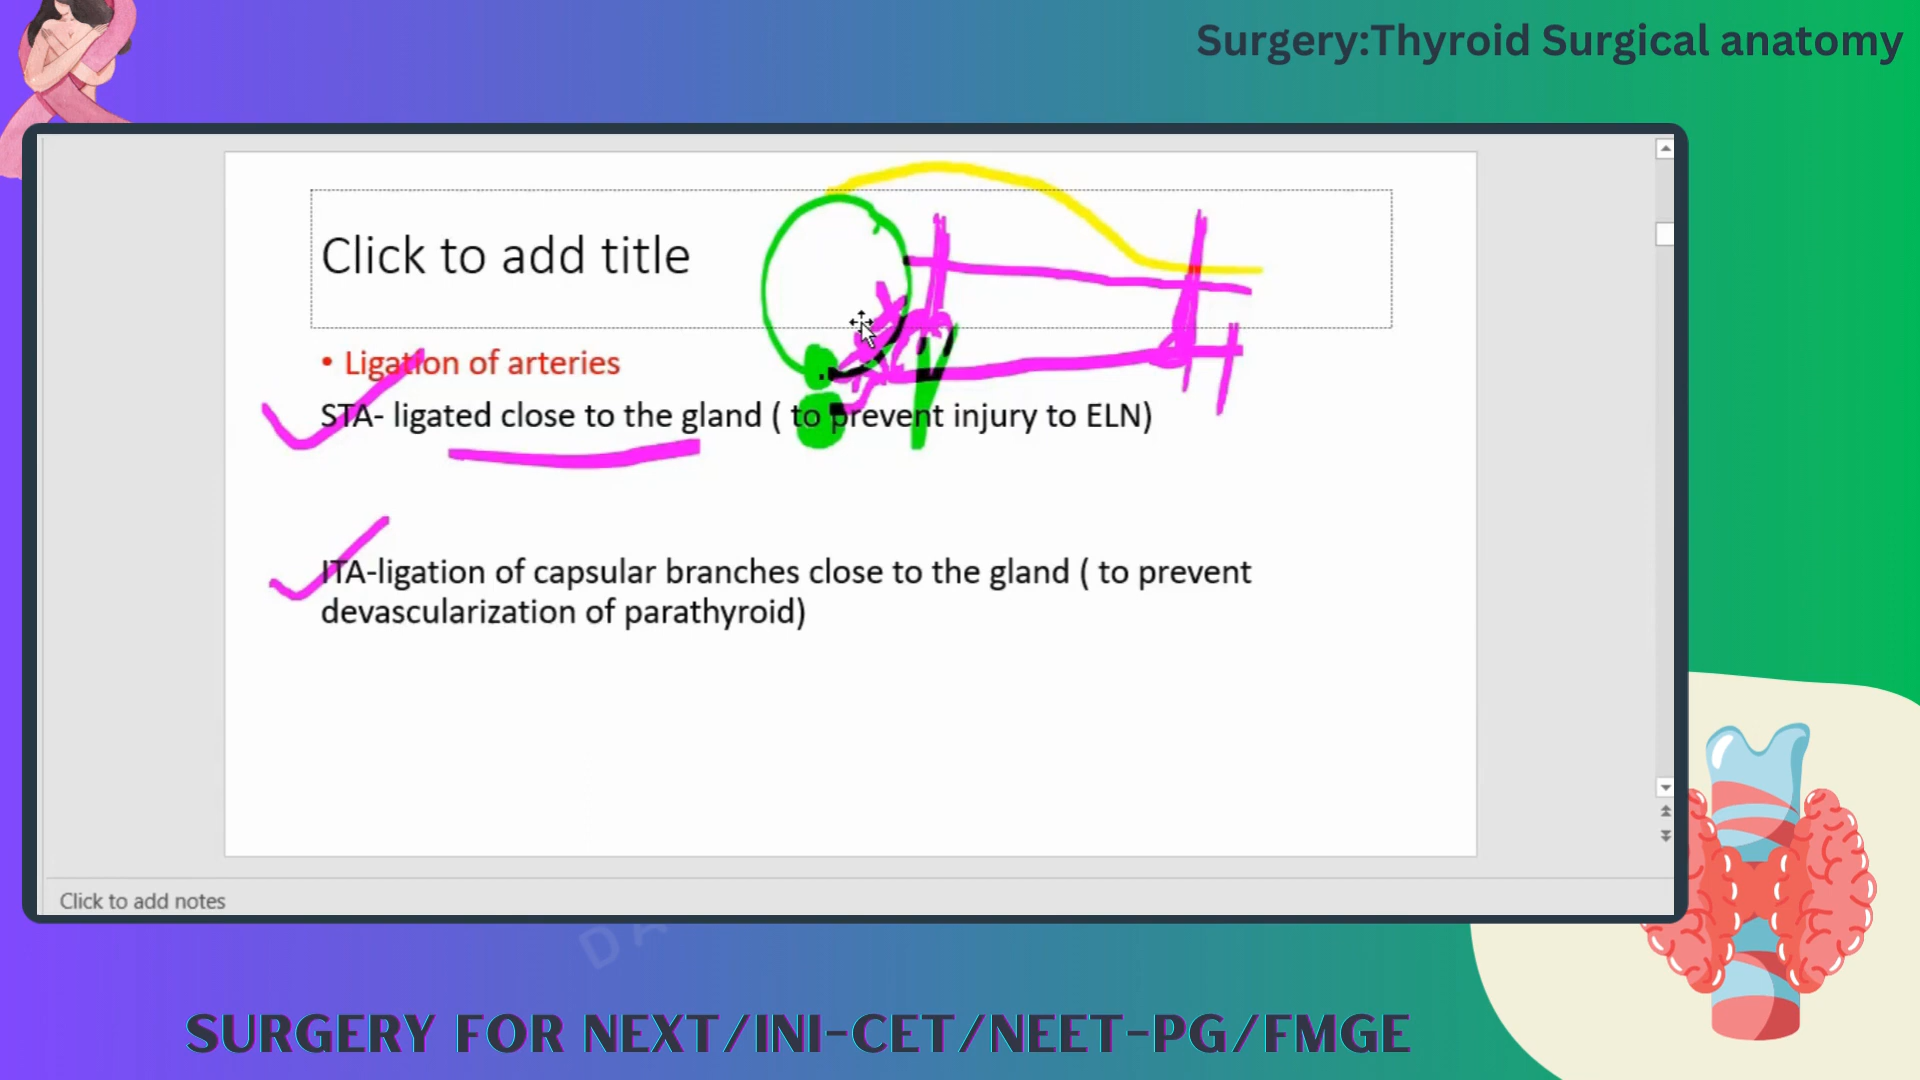 Surgery:Thyroid Surgical anatomy
Click to add title
• Ligation of arteries
STA- ligated close to the gland ( to prevent injury to ELN)
ITA-ligation of capsular branches close to the gland ( to prevent
devascularization of parathyroid)
Click to add notes
DA
SURGERY FOR NEXT/INI-CET/NEET-PG/FMGE